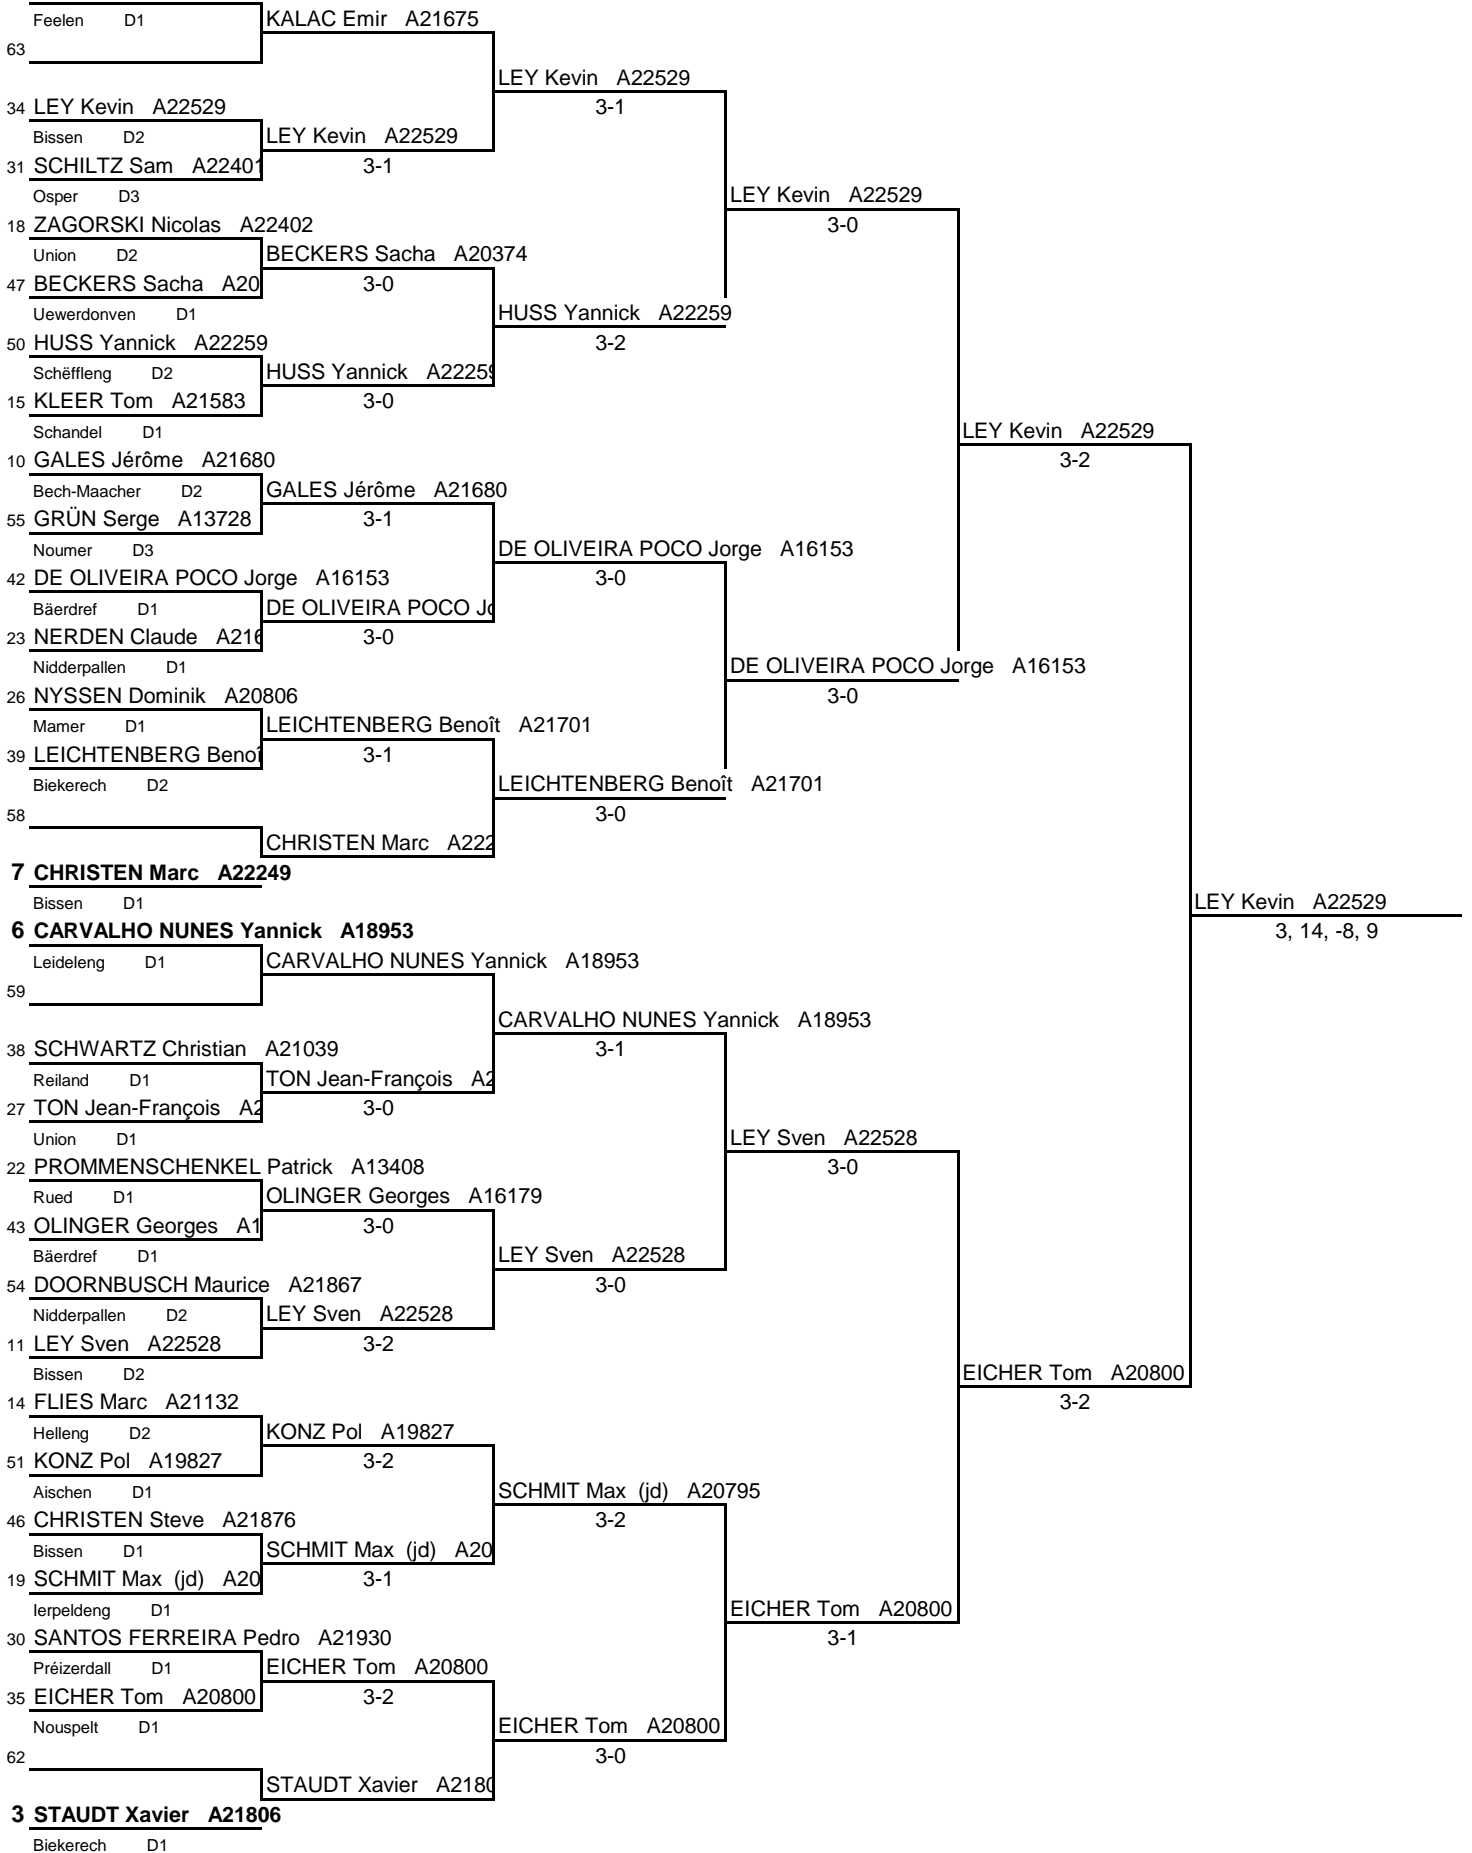 Feelen D1 KALAC Emir A21675
63
LEY Kevin A22529
34 LEY Kevin A22529 3-1
Bissen D2 LEY Kevin A22529
31 SCHILTZ Sam A22401 3-1
Osper D3 LEY Kevin A22529
18 ZAGORSKI Nicolas A22402 3-0
Union D2 BECKERS Sacha A20374
47 BECKERS Sacha A20 3-0
Uewerdonven D1 HUSS Yannick A22259
50 HUSS Yannick A22259 3-2
Schëffleng D2 HUSS Yannick A22259
15 KLEER Tom A21583 3-0
Schandel D1 LEY Kevin A22529
10 GALES Jérôme A21680 3-2
Bech-Maacher D2 GALES Jérôme A21680
55 GRÜN Serge A13728 3-1
Noumer D3 DE OLIVEIRA POCO Jorge A16153
42 DE OLIVEIRA POCO Jorge A16153 3-0
Bäerdref D1 DE OLIVEIRA POCO Jo
23 NERDEN Claude A216 3-0
Nidderpallen D1 DE OLIVEIRA POCO Jorge A16153
26 NYSSEN Dominik A20806 3-0
Mamer D1 LEICHTENBERG Benoît A21701
39 LEICHTENBERG Benoî 3-1
Biekerech D2 LEICHTENBERG Benoît A21701
58 3-0
CHRISTEN Marc A222
7 CHRISTEN Marc A22249
Bissen D1 LEY Kevin A22529
6 CARVALHO NUNES Yannick A18953 3, 14, -8, 9
Leideleng D1 CARVALHO NUNES Yannick A18953
59
CARVALHO NUNES Yannick A18953
38 SCHWARTZ Christian A21039 3-1
Reiland D1 TON Jean-François A2
27 TON Jean-François A2 3-0
Union D1 LEY Sven A22528
22 PROMMENSCHENKEL Patrick A13408 3-0
Rued D1 OLINGER Georges A16179
43 OLINGER Georges A1 3-0
Bäerdref D1 LEY Sven A22528
54 DOORNBUSCH Maurice A21867 3-0
Nidderpallen D2 LEY Sven A22528
11 LEY Sven A22528 3-2
Bissen D2 EICHER Tom A20800
14 FLIES Marc A21132 3-2
Helleng D2 KONZ Pol A19827
51 KONZ Pol A19827 3-2
Aischen D1 SCHMIT Max (jd) A20795
46 CHRISTEN Steve A21876 3-2
Bissen D1 SCHMIT Max (jd) A20
19 SCHMIT Max (jd) A20 3-1
Ierpeldeng D1 EICHER Tom A20800
30 SANTOS FERREIRA Pedro A21930 3-1
Préizerdall D1 EICHER Tom A20800
35 EICHER Tom A20800 3-2
Nouspelt D1 EICHER Tom A20800
62 3-0
STAUDT Xavier A2180
3 STAUDT Xavier A21806
Biekerech D1